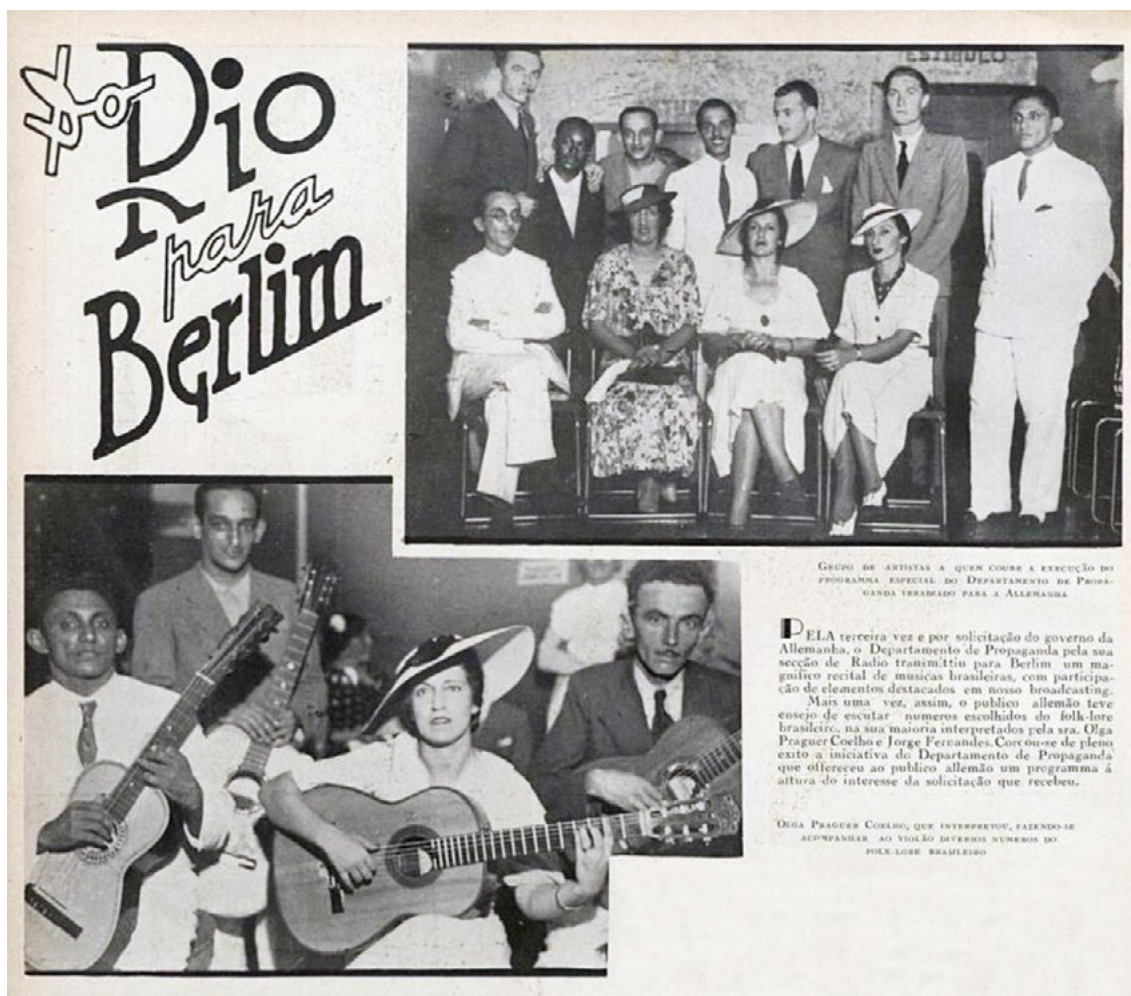 Do Rio
para
Berlim
GRUPO DE ARTISTAS A QUEM COUBE A EXECUÇÃO DO
PROGRAMMA ESPECIAL DO DEPARTAMENTO DE PROPA-
GANDA IRRADIADO PARA A ALLEMANHA
PELA terceira vez e por solicitação do governo da
Allemanha, o Departamento de Propaganda pela sua
secção de Radio transmittiu para Berlim um ma-
gnifico recital de musicas brasileiras, com participa-
ção de elementos destacados em nosso broadcasting.
Mais uma vez, assim, o publico allemão teve
ensejo de escutar numeros escolhidos do folk-lore
brasileiro, na sua maioria interpretados pela sra. Olga
Praguer Coelho e Jorge Fernandes. Coroou-se de pleno
exito a iniciativa do Departamento de Propaganda
que offereceu ao publico allemão um programma á
altura do interesse da solicitação que recebeu.
OLGA PRAGUER COELHO, QUE INTERPRETOU, FAZENDO-SE
ACOMPANHAR AO VIOLÃO DIVERSOS NUMEROS DO
FOLK-LORE BRASILEIRO